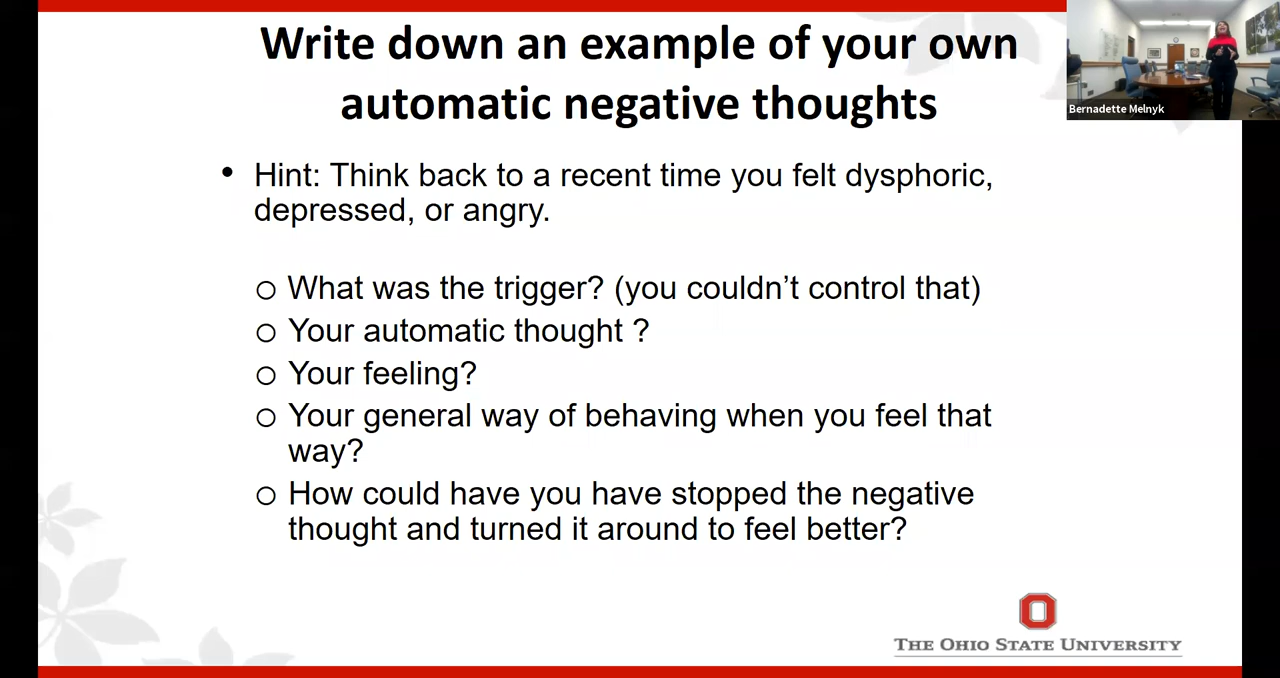 Write down an example of your own
automatic negative thoughts
Bernadette Melnyk
• Hint: Think back to a recent time you felt dysphoric,
depressed, or angry.
○ What was the trigger? (you couldn’t control that)
○ Your automatic thought ?
○ Your feeling?
○ Your general way of behaving when you feel that
way?
○ How could have you have stopped the negative
thought and turned it around to feel better?
THE OHIO STATE UNIVERSITY